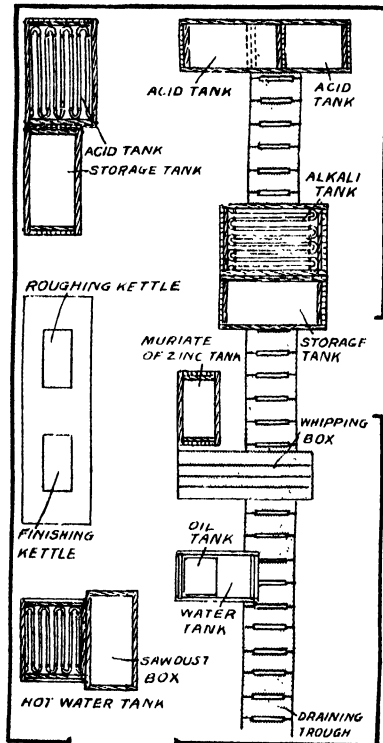 ACID TANK
ACID
TANK
ACID TANK
STORAGE TANK
ALKALI
TANK
ROUGHING KETTLE
MURIATE
OF ZINC TANK
STORAGE
TANK
WHIPPING
BOX
FINISHING
KETTLE
OIL
TANK
WATER
TANK
SAWDUST
BOX
HOT WATER TANK
DRAINING
TROUGH